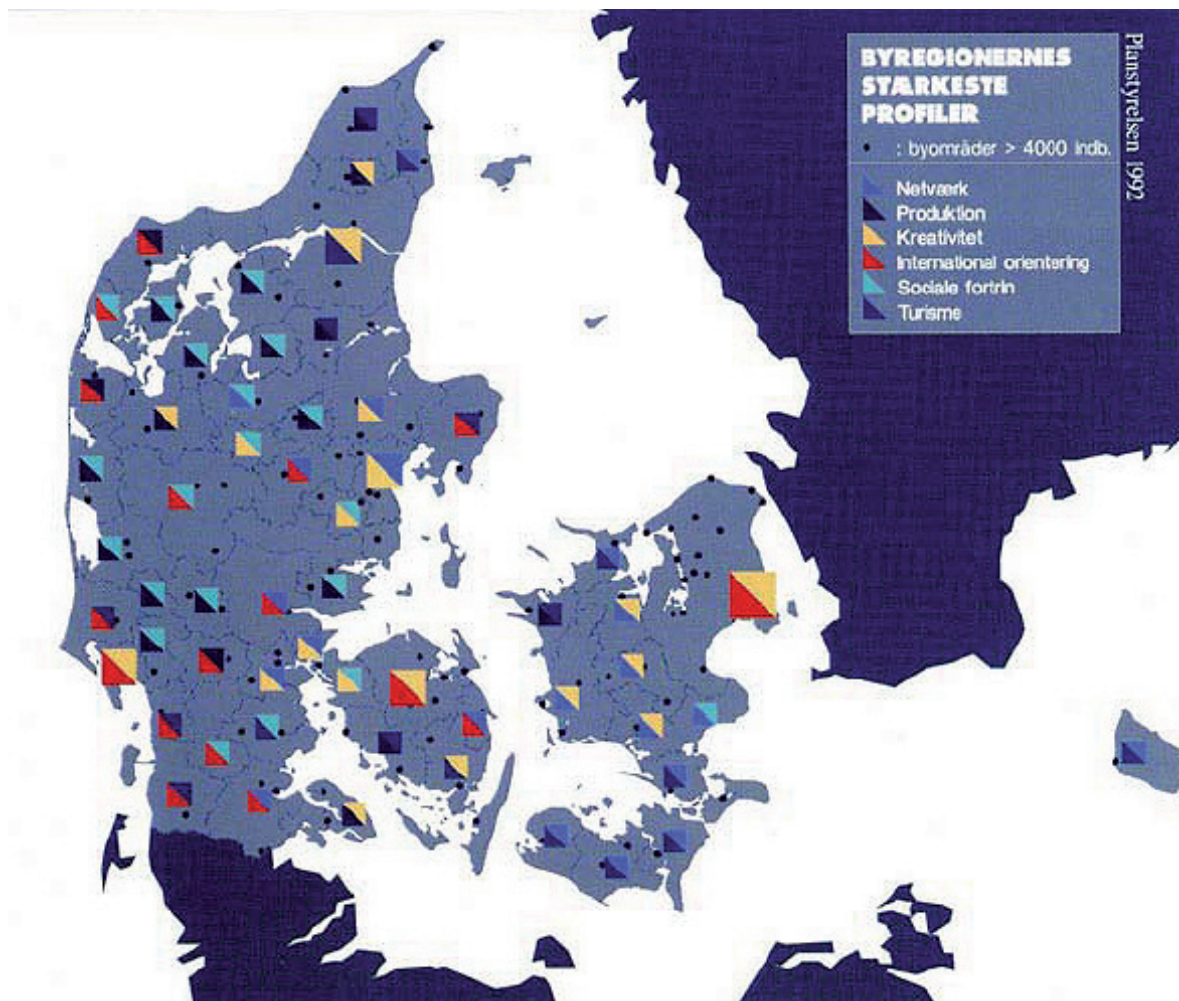 BYREGIONERNES
STÆRKESTE
PROFILER
• : byområder > 4000 indb.
Netværk
Produktion
Kreativitet
International orientering
Sociale fortrin
Turisme
Planstyrelsen 1992